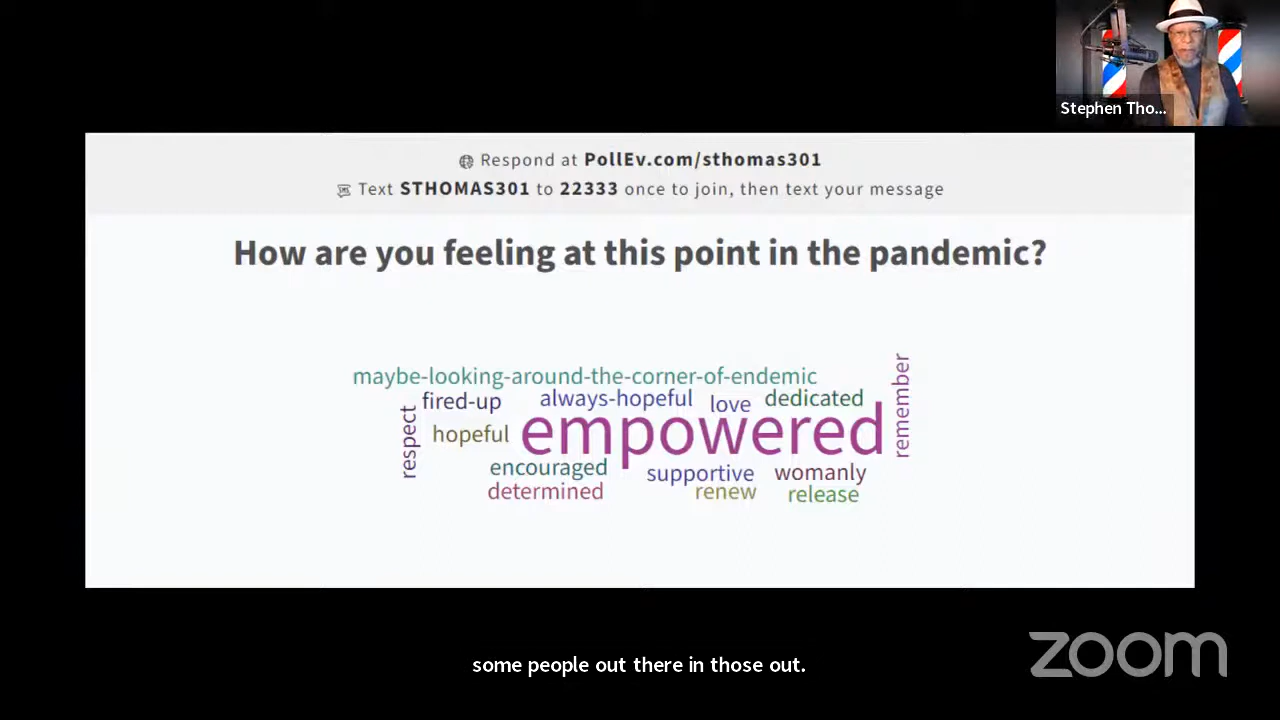 Stephen Tho...
Respond at PollEv.com/sthomas301
Text STHOMAS301 to 22333 once to join, then text your message
How are you feeling at this point in the pandemic?
maybe-looking-around-the-corner-of-endemic
remember
fired-up
always-hopeful
love
dedicated
respect
hopeful
empowered
encouraged
supportive
womanly
determined
renew
release
some people out there in those out.
zoom